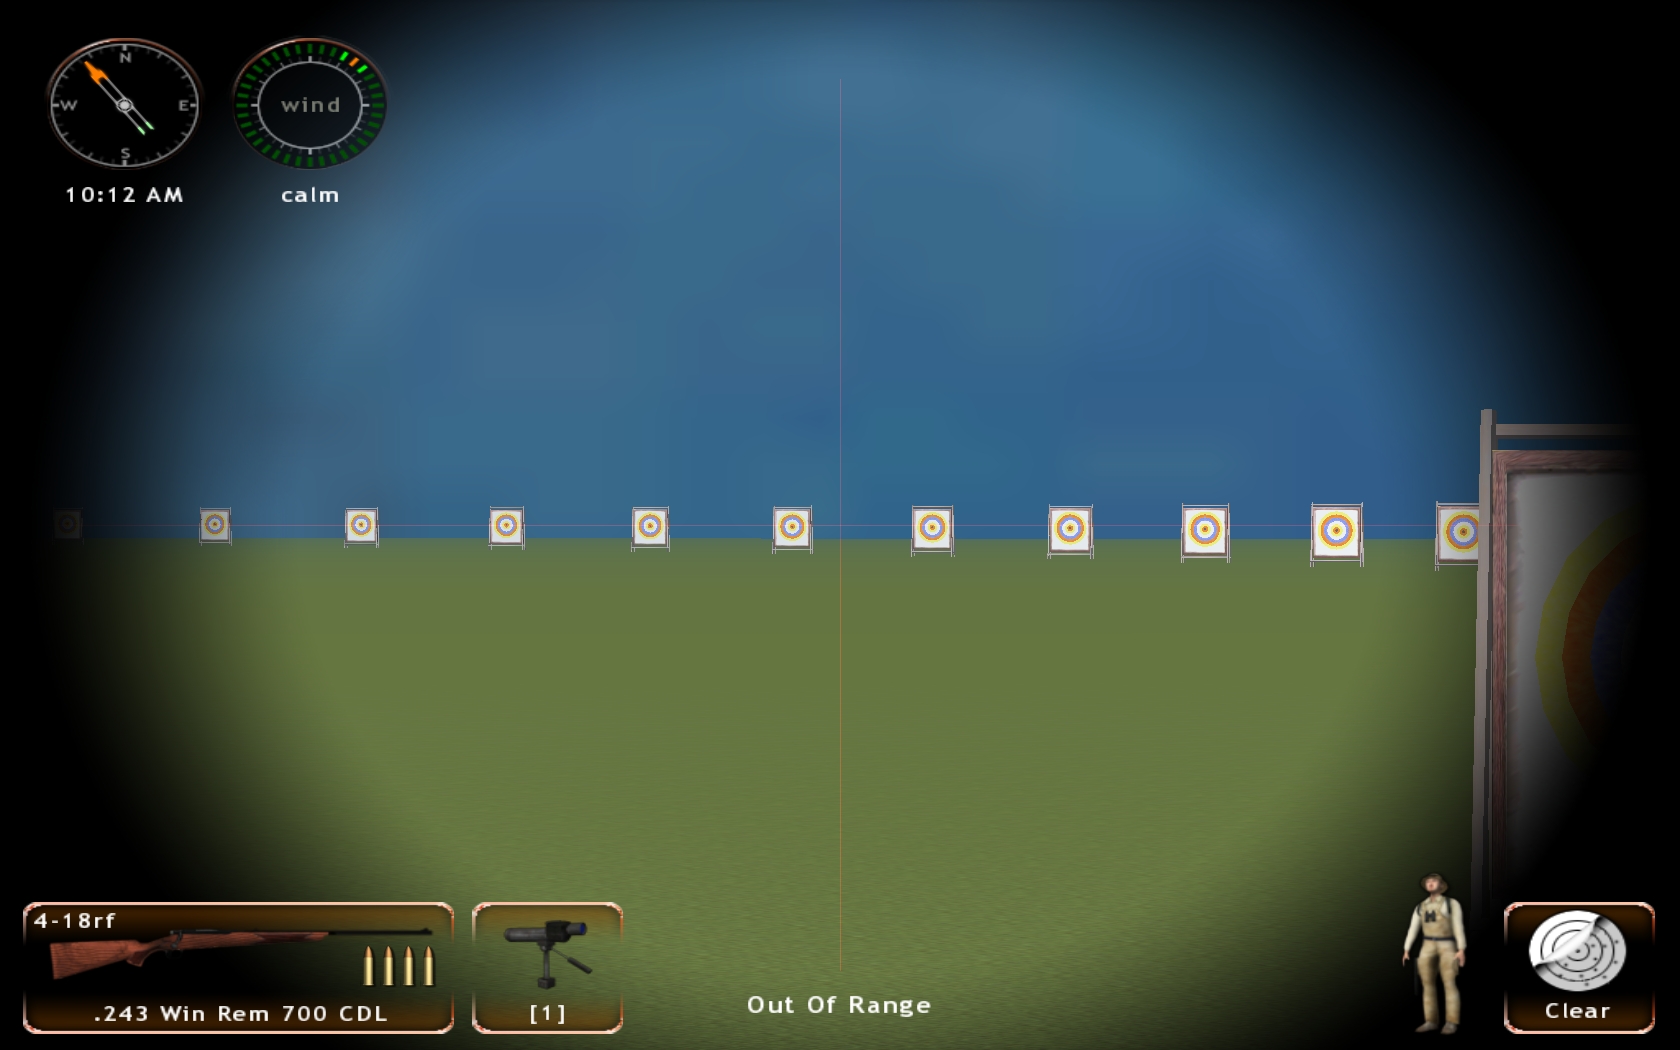 N
W E
S
wind
10:12 AM
calm
4-18rf
.243 Win Rem 700 CDL
[1]
Out Of Range
Clear